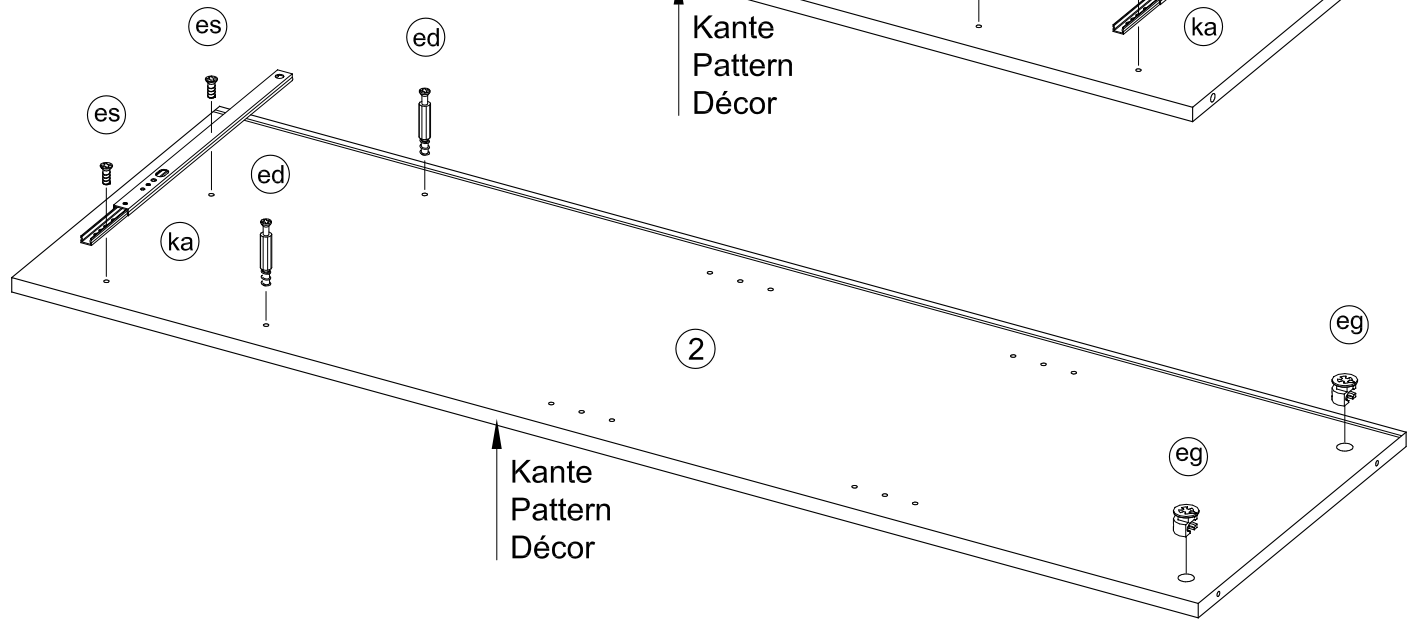 es
ed
Kante
Pattern
Décor
ka
es
ed
ka
2
eg
eg
Kante
Pattern
Décor